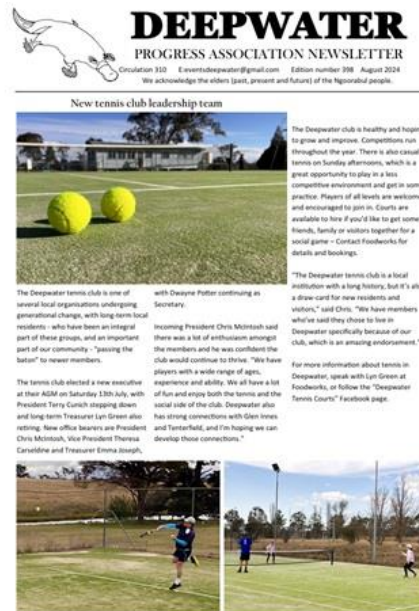 DEEPWATER
PROGRESS ASSOCIATION NEWSLETTER
Circulation 310 E:eventsdeepwater@gmail.com Edition number 398 August 2024
We acknowledge the elders (past, present and future) of the Ngoorabul people.
New tennis club leadership team
The Deepwater tennis club is one of
several local organisations undergoing
generational change, with long-term local
residents - who have been an integral
part of these groups, and an important
part of our community - "passing the
baton" to newer members.
The tennis club elected a new executive
at their AGM on Saturday 13th July, with
President Terry Cunich stepping down
and long-term Treasurer Lyn Green also
retiring. New office bearers are President
Chris McIntosh, Vice President Theresa
Carseldine and Treasurer Emma Joseph,
with Dwayne Potter continuing as
Secretary.
Incoming President Chris McIntosh said
there was a lot of enthusiasm amongst
the members and he was confident the
club would continue to thrive. "We have
players with a wide range of ages,
experience and ability. We all have a lot
of fun and enjoy both the tennis and the
social side of the club. Deepwater also
has strong connections with Glen Innes
and Tenterfield, and I'm hoping we can
develop those connections."
The Deepwater club is healthy and hopes
to grow and improve. Competitions run
throughout the year. There is also casual
tennis on Sunday afternoons, which is a
great opportunity to play in a less
competitive environment and get in some
practice. Players of all levels are welcome
and encouraged to join in. Courts are
available to hire if you'd like to get some
friends, family or visitors together for a
social game – Contact Foodworks for
details and bookings.
"The Deepwater tennis club is a local
institution with a long history, but it's also
a draw-card for new residents and
visitors," said Chris. "We have members
who've said they chose to live in
Deepwater specifically because of our
club, which is an amazing endorsement."
For more information about tennis in
Deepwater, speak with Lyn Green at
Foodworks, or follow the "Deepwater
Tennis Courts" Facebook page.